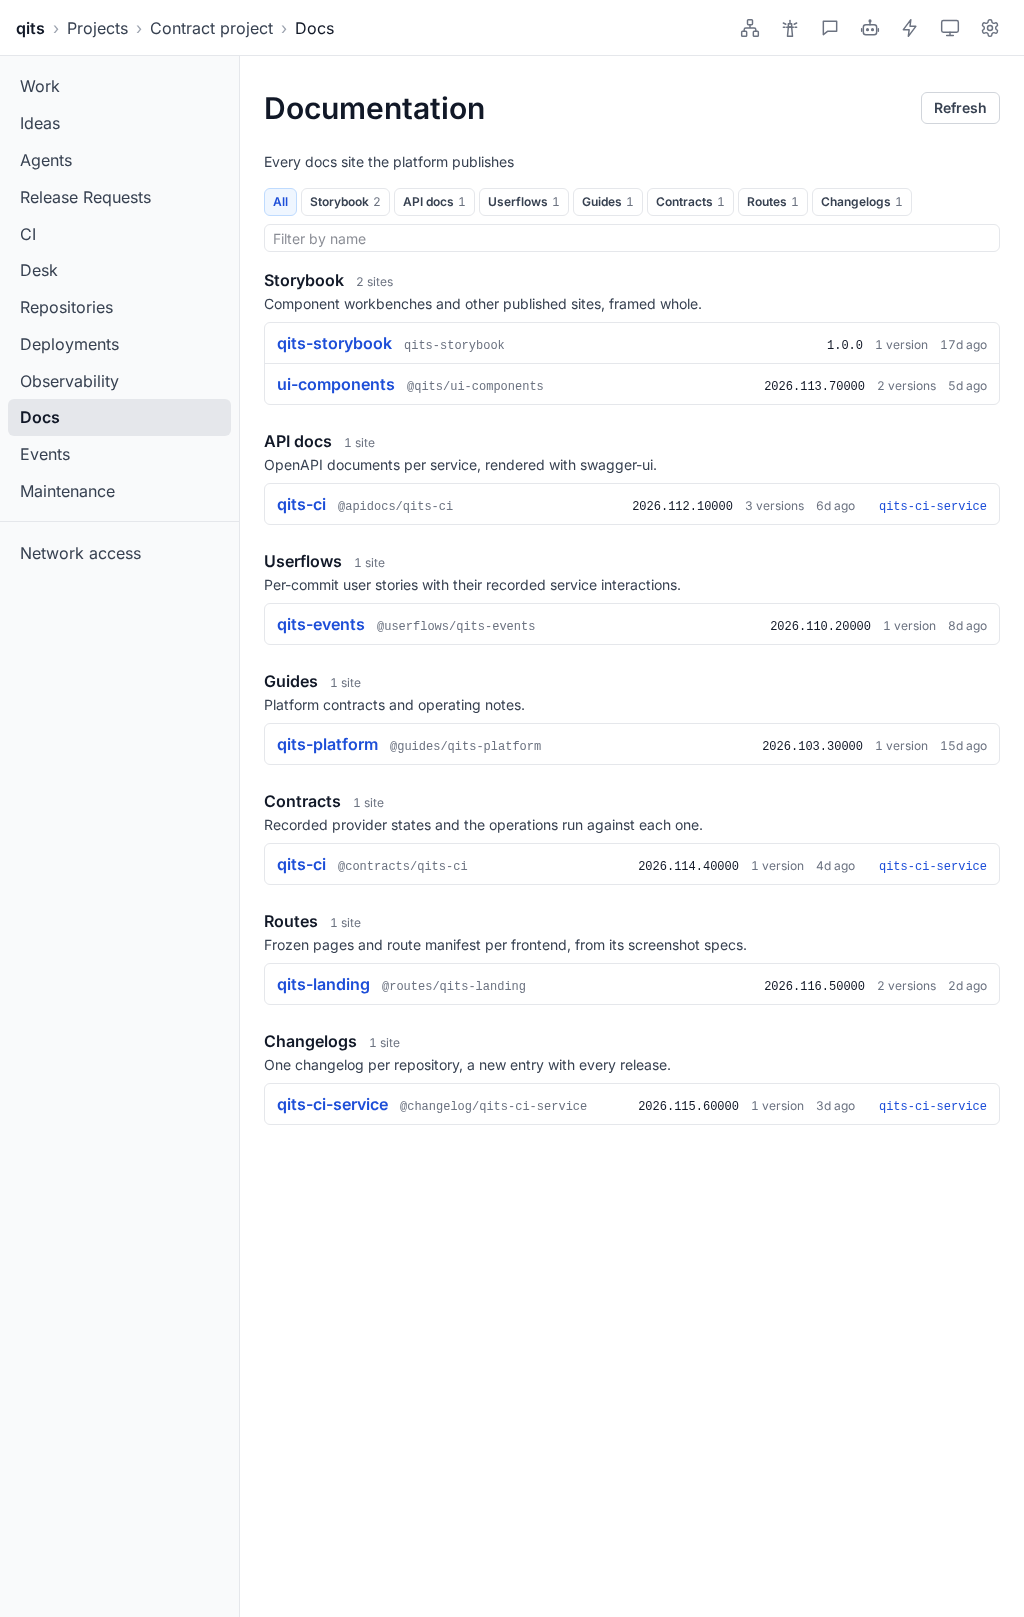 qits › Projects › Contract project › Docs
Work
Ideas
Agents
Release Requests
CI
Desk
Repositories
Deployments
Observability
Docs
Events
Maintenance
Network access
Documentation
Refresh
Every docs site the platform publishes
All Storybook 2 API docs 1 Userflows 1 Guides 1 Contracts 1 Routes 1 Changelogs 1
Filter by name
Storybook 2 sites
Component workbenches and other published sites, framed whole.
qits-storybook qits-storybook 1.0.0 1 version 17d ago
ui-components @qits/ui-components 2026.113.70000 2 versions 5d ago
API docs 1 site
OpenAPI documents per service, rendered with swagger-ui.
qits-ci @apidocs/qits-ci 2026.112.10000 3 versions 6d ago qits-ci-service
Userflows 1 site
Per-commit user stories with their recorded service interactions.
qits-events @userflows/qits-events 2026.110.20000 1 version 8d ago
Guides 1 site
Platform contracts and operating notes.
qits-platform @guides/qits-platform 2026.103.30000 1 version 15d ago
Contracts 1 site
Recorded provider states and the operations run against each one.
qits-ci @contracts/qits-ci 2026.114.40000 1 version 4d ago qits-ci-service
Routes 1 site
Frozen pages and route manifest per frontend, from its screenshot specs.
qits-landing @routes/qits-landing 2026.116.50000 2 versions 2d ago
Changelogs 1 site
One changelog per repository, a new entry with every release.
qits-ci-service @changelog/qits-ci-service 2026.115.60000 1 version 3d ago qits-ci-service